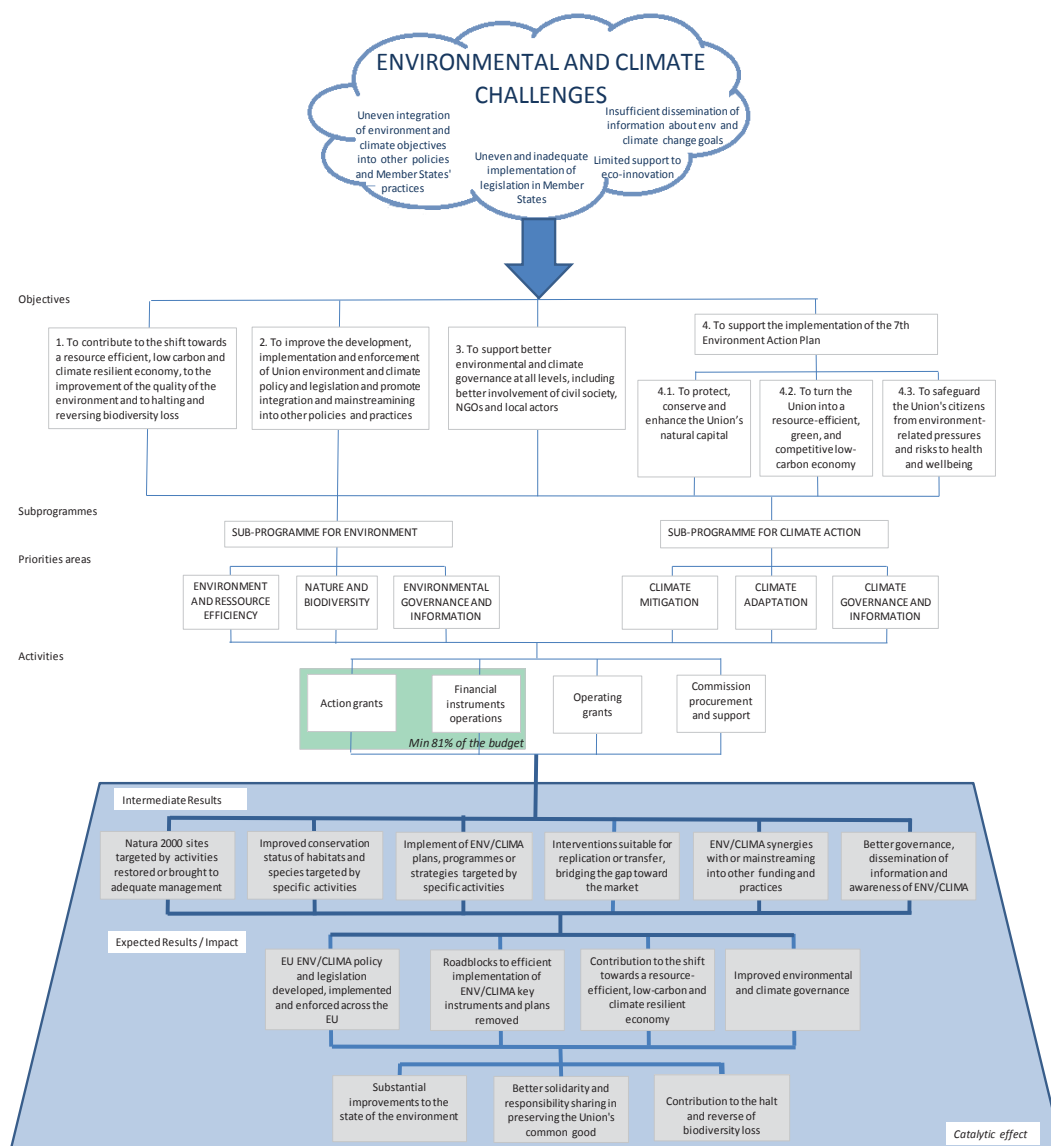 ENVIRONMENTAL AND CLIMATE
CHALLENGES
Uneven integration
of environment and
climate objectives
into other policies
and Member States'
practices
Uneven and inadequate
implementation of
legislation in Member
States
Insufficient dissemination of
information about env and
climate change goals
Limited support to
eco-innovation
Objectives
1. To contribute to the shift towards
a resource efficient, low carbon and
climate resilient economy, to the
improvement of the quality of the
environment and to halting and
reversing biodiversity loss
2. To improve the development,
implementation and enforcement
of Union environment and climate
policy and legislation and promote
integration and mainstreaming
into other policies and practices
3. To support better
environmental and climate
governance at all levels, including
better involvement of civil society,
NGOs and local actors
4. To support the implementation of the 7th
Environment Action Plan
4.1. To protect,
conserve and
enhance the Union's
natural capital
4.2. To turn the
Union into a
resource-efficient,
green, and
competitive low-
carbon economy
4.3. To safeguard
the Union's citizens
from environment-
related pressures
and risks to health
and wellbeing
Subprogrammes
SUB-PROGRAMME FOR ENVIRONMENT
SUB-PROGRAMME FOR CLIMATE ACTION
Priorities areas
ENVIRONMENT
AND RESSOURCE
EFFICIENCY
NATURE AND
BIODIVERSITY
ENVIRONMENTAL
GOVERNANCE AND
INFORMATION
CLIMATE
MITIGATION
CLIMATE
ADAPTATION
CLIMATE
GOVERNANCE AND
INFORMATION
Activities
Action grants
Financial
instruments
operations
Min 81% of the budget
Operating
grants
Commission
procurement
and support
Intermediate Results
Natura 2000 sites
targeted by activities
restored or brought to
adequate management
Improved conservation
status of habitats and
species targeted by
specific activities
Implement of ENV/CLIMA
plans, programmes or
strategies targeted by
specific activities
Interventions suitable for
replication or transfer,
bridging the gap toward
the market
ENV/CLIMA synergies
with or mainstreaming
into other funding and
practices
Better governance,
dissemination of
information and
awareness of ENV/CLIMA
Expected Results / Impact
EU ENV/CLIMA policy
and legislation
developed, implemented
and enforced across the
EU
Roadblocks to efficient
implementation of
ENV/CLIMA key
instruments and plans
removed
Contribution to the shift
towards a resource-
efficient, low-carbon and
climate resilient
economy
Improved environmental
and climate governance
Substantial
improvements to the
state of the environment
Better solidarity and
responsibility sharing in
preserving the Union's
common good
Contribution to the halt
and reverse of
biodiversity loss
Catalytic effect